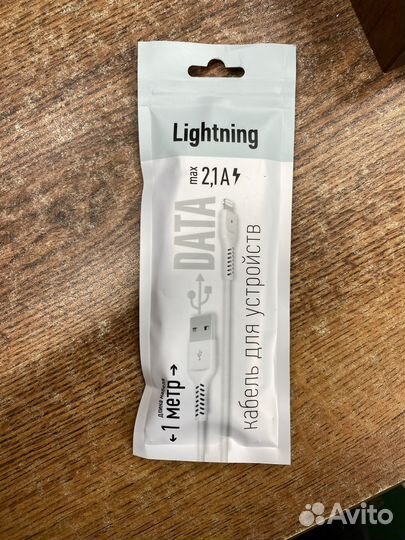 Lightning
max 2,1A
DATA
кабель для устройств
длина кабеля
1 метр
Avito